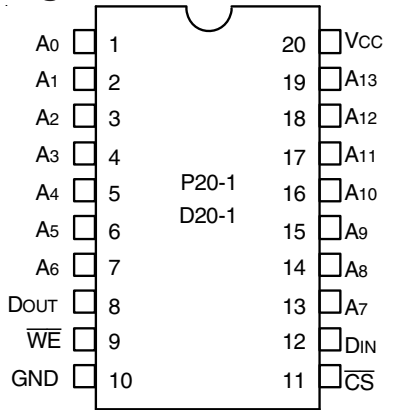 A0 1 20 VCC
A1 2 19 A13
A2 3 18 A12
A3 4 17 A11
A4 5 P20-1 16 A10
D20-1
A5 6 15 A9
A6 7 14 A8
DOUT 8 13 A7
W̅E̅ 9 12 DIN
GND 10 11 C̅S̅